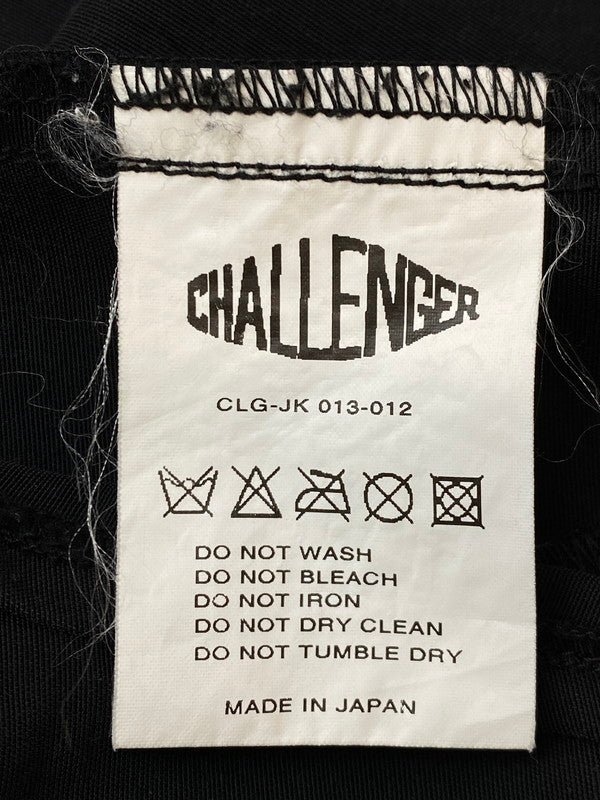 CHALLENGER
CLG-JK 013-012
DO NOT WASH
DO NOT BLEACH
DO NOT IRON
DO NOT DRY CLEAN
DO NOT TUMBLE DRY
MADE IN JAPAN